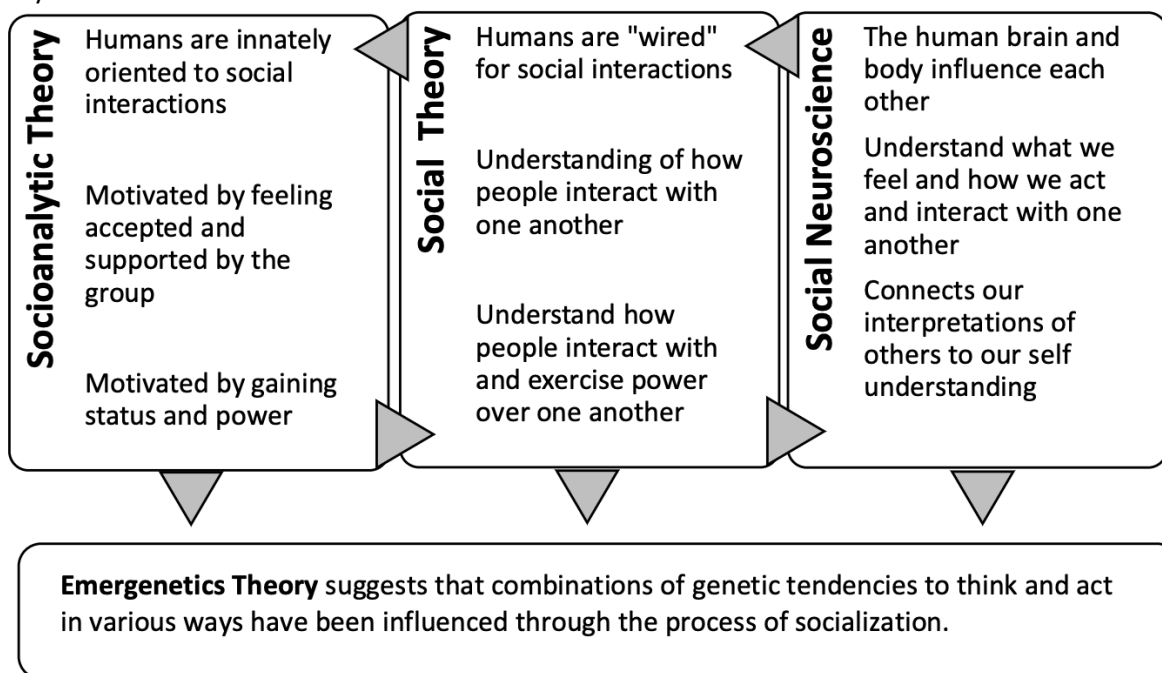 Socioanalytic Theory
Humans are innately
oriented to social
interactions
Motivated by feeling
accepted and
supported by the
group
Motivated by gaining
status and power
Social Theory
Humans are "wired"
for social interactions
Understanding of how
people interact with
one another
Understand how
people interact with
and exercise power
over one another
Social Neuroscience
The human brain and
body influence each
other
Understand what we
feel and how we act
and interact with one
another
Connects our
interpretations of
others to our self
understanding
Emergenetics Theory suggests that combinations of genetic tendencies to think and act
in various ways have been influenced through the process of socialization.